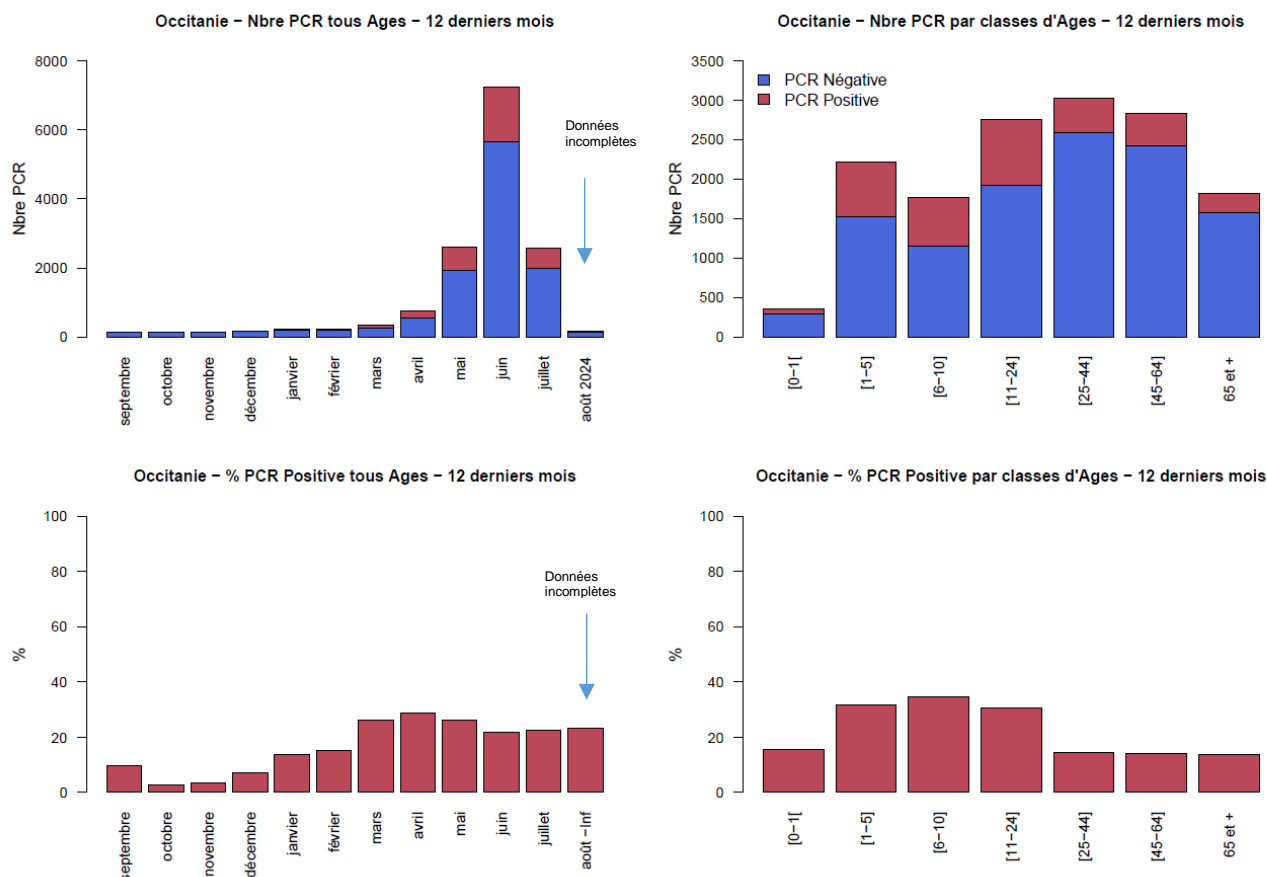 Occitanie − Nbre PCR tous Ages − 12 derniers mois
Nbre PCR
8000
6000
4000
2000
0
Données
incomplètes
septembre
octobre
novembre
décembre
janvier
février
mars
avril
mai
juin
juillet
août 2024
Occitanie − Nbre PCR par classes d'Ages − 12 derniers mois
Nbre PCR
3500
3000
2500
2000
1500
1000
500
0
PCR Négative
PCR Positive
[0−1[
[1−5]
[6−10]
[11−24]
[25−44]
[45−64]
65 et +
Occitanie − % PCR Positive tous Ages − 12 derniers mois
%
100
80
60
40
20
0
Données
incomplètes
septembre
octobre
novembre
décembre
janvier
février
mars
avril
mai
juin
juillet
août −Inf
Occitanie − % PCR Positive par classes d'Ages − 12 derniers mois
%
100
80
60
40
20
0
[0−1[
[1−5]
[6−10]
[11−24]
[25−44]
[45−64]
65 et +